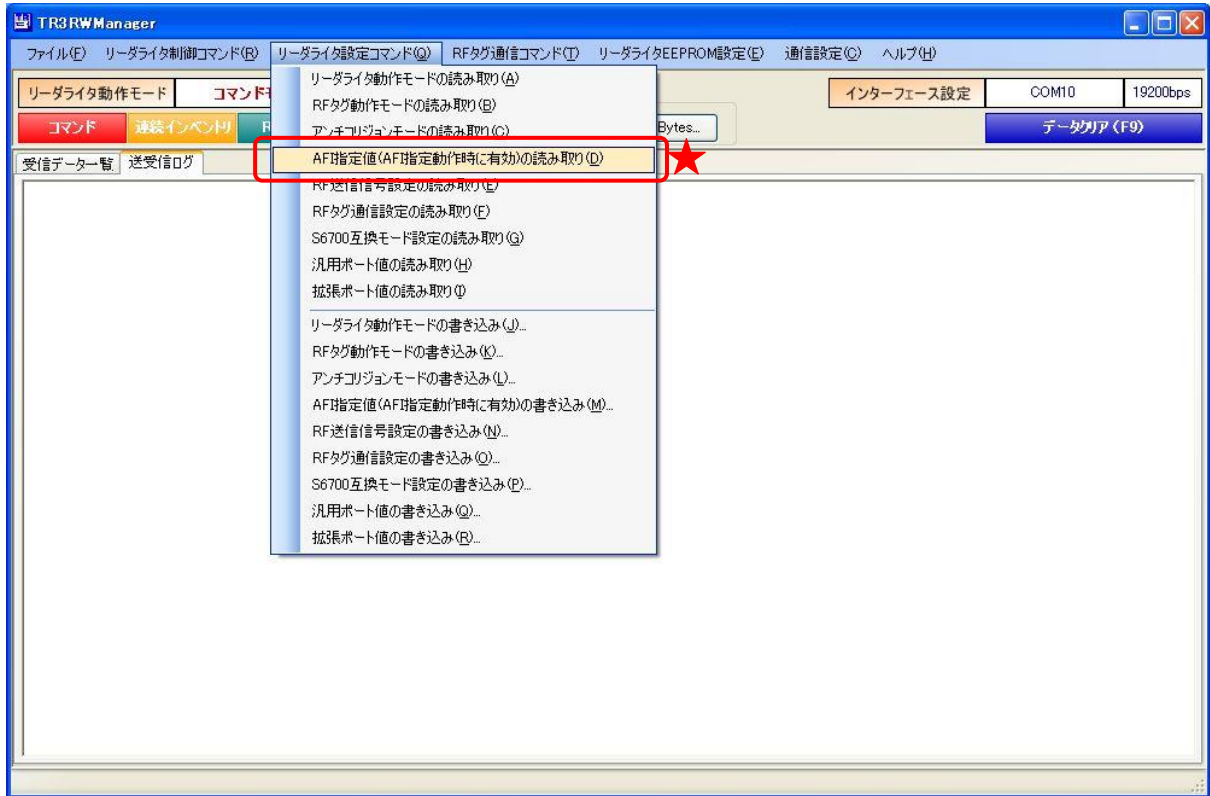 TR3RWManager
ファイル(F) リーダライタ制御コマンド(R) リーダライタ設定コマンド(Q) RFタグ通信コマンド(T) リーダライタEEPROM設定(E) 通信設定(C) ヘルプ(H)
リーダライタ動作モード コマンドモ インターフェース設定 COM10 19200bps
コマンド 連続インベントリ R Bytes... データクリア(F9)
受信データ一覧 送受信ログ
リーダライタ動作モードの読み取り(A)
RFタグ動作モードの読み取り(B)
アンチコリジョンモードの読み取り(C)
AFI指定値(AFI指定動作時に有効)の読み取り(D)
RF送信信号設定の読み取り(E)
RFタグ通信設定の読み取り(F)
S6700互換モード設定の読み取り(G)
汎用ポート値の読み取り(H)
拡張ポート値の読み取り(I)
リーダライタ動作モードの書き込み(J)...
RFタグ動作モードの書き込み(K)...
アンチコリジョンモードの書き込み(L)...
AFI指定値(AFI指定動作時に有効)の書き込み(M)...
RF送信信号設定の書き込み(N)...
RFタグ通信設定の書き込み(O)...
S6700互換モード設定の書き込み(P)...
汎用ポート値の書き込み(Q)...
拡張ポート値の書き込み(R)...